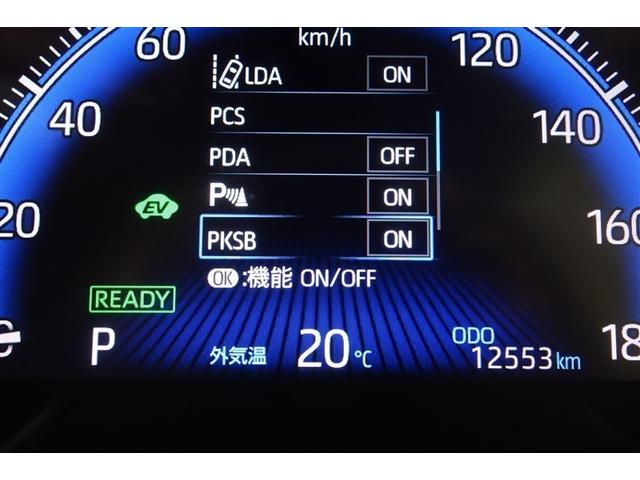 60 km/h 120
LDA ON
PCS
40 140
PDA OFF
P ON
EV
20 160
PKSB ON
OK:機能 ON/OFF
READY
P 外気温 20℃ ODO 12553km